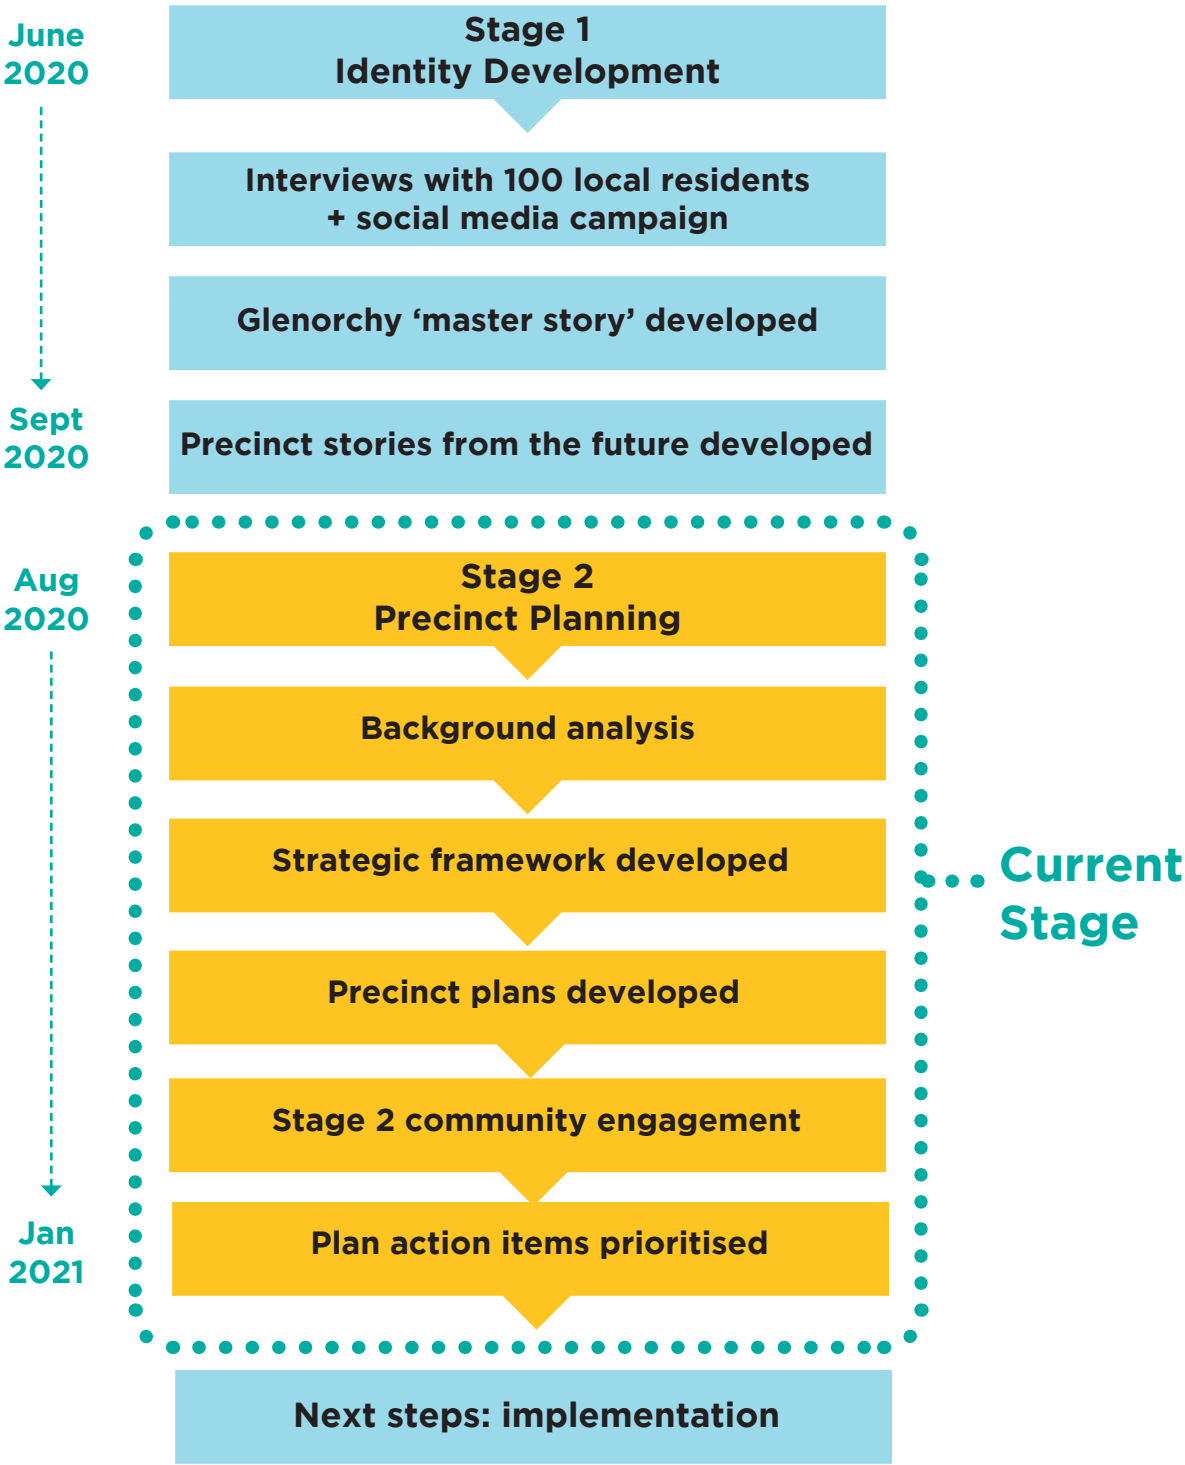 June
2020
Stage 1
Identity Development
Interviews with 100 local residents
+ social media campaign
Glenorchy ‘master story’ developed
Sept
2020
Precinct stories from the future developed
Aug
2020
Stage 2
Precinct Planning
Background analysis
Strategic framework developed
Current
Stage
Precinct plans developed
Stage 2 community engagement
Jan
2021
Plan action items prioritised
Next steps: implementation